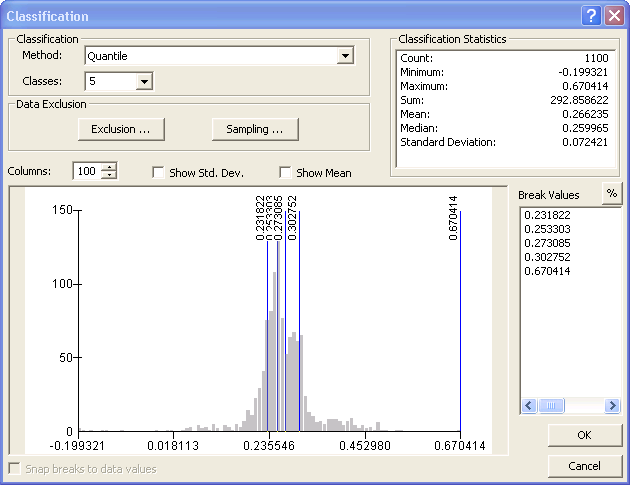 Classification
Classification
Method: Quantile
Classes: 5
Data Exclusion
Exclusion ...
Sampling ...
Classification Statistics
Count: 1100
Minimum: -0.199321
Maximum: 0.670414
Sum: 292.858622
Mean: 0.266235
Median: 0.259965
Standard Deviation: 0.072421
Columns: 100
Show Std. Dev.
Show Mean
Break Values
%
0.231822
0.253303
0.273085
0.302752
0.670414
150
100
50
0
0.231822
0.253303
0.273085
0.302752
0.670414
-0.199321
0.018113
0.235546
0.452980
0.670414
Snap breaks to data values
OK
Cancel